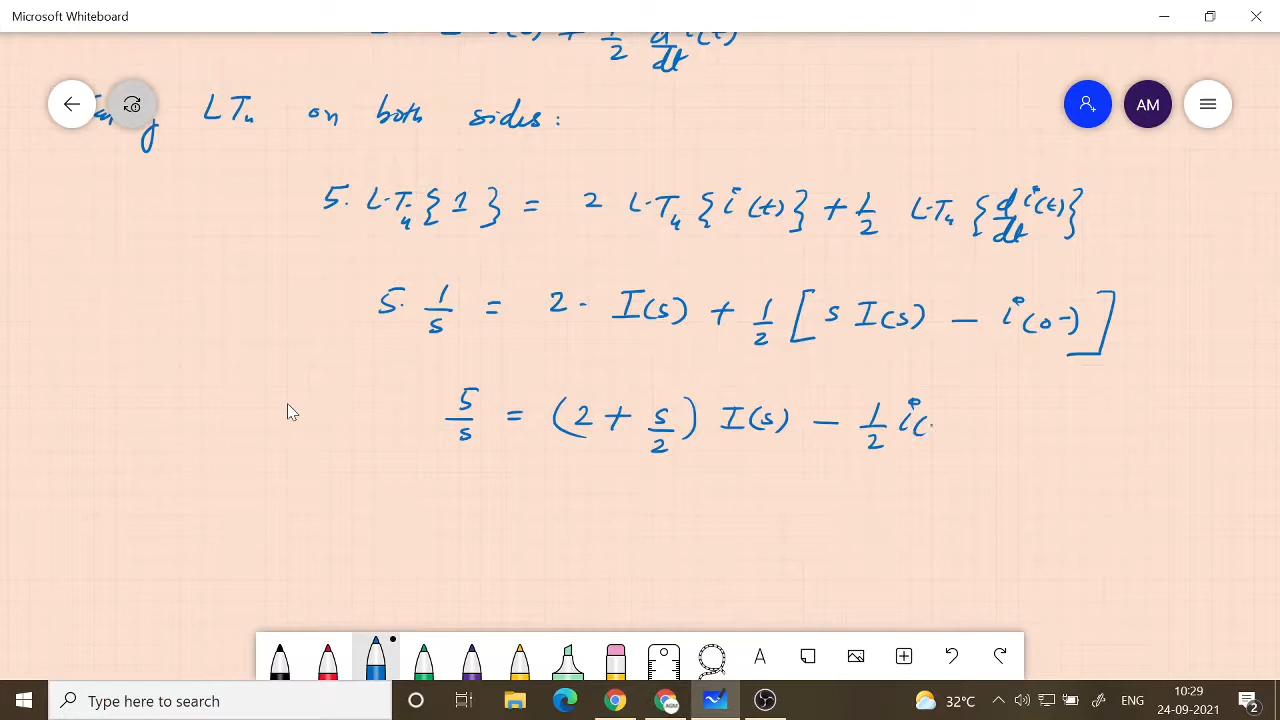 Microsoft Whiteboard
LTn on both sides:
AM
5. L.Tn { 1 } = 2 L.Tn { i(t) } + 1/2 L.Tn { d/dt i(t) }
5. 1/s = 2. I(s) + 1/2 [ s I(s) - i(0-) ]
5/s = (2 + s/2) I(s) - 1/2 i(
A
Type here to search
AGM
32°C
ENG
10:29
24-09-2021
2